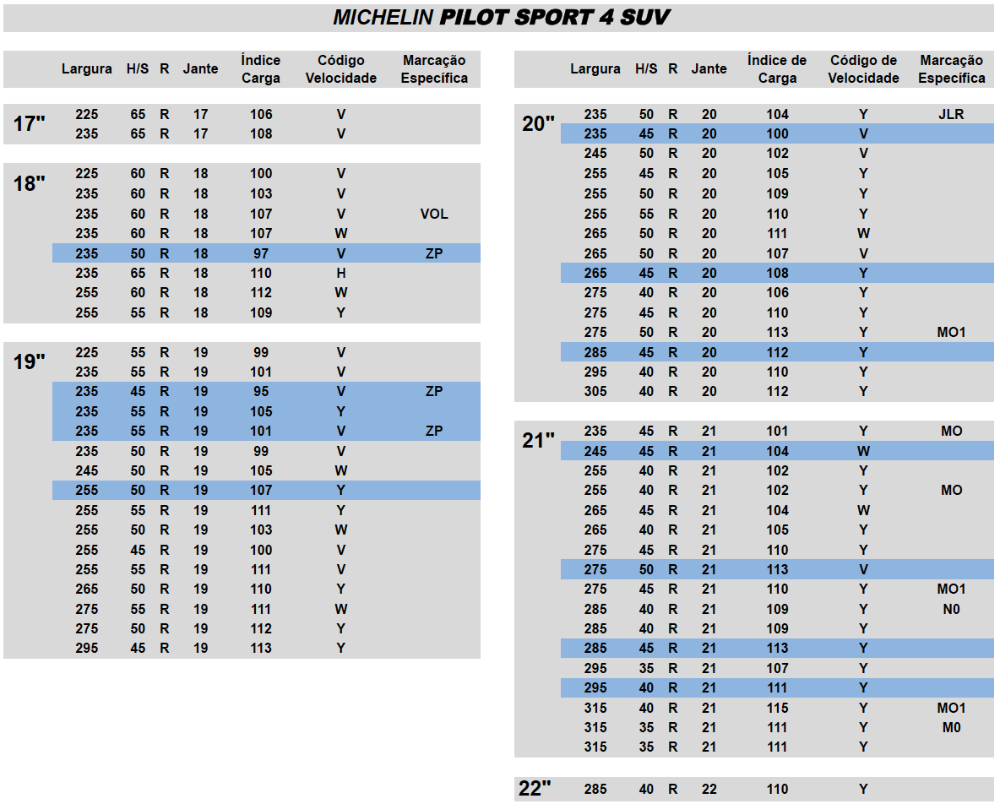 MICHELIN PILOT SPORT 4 SUV
Largura H/S R Jante Índice Carga Código Velocidade Marcação Específica
17"
225 65 R 17 106 V
235 65 R 17 108 V
18"
225 60 R 18 100 V
235 60 R 18 103 V
235 60 R 18 107 V VOL
235 60 R 18 107 W
235 50 R 18 97 V ZP
235 65 R 18 110 H
255 60 R 18 112 W
255 55 R 18 109 Y
19"
225 55 R 19 99 V
235 55 R 19 101 V
235 45 R 19 95 V ZP
235 55 R 19 105 Y
235 55 R 19 101 V ZP
235 50 R 19 99 V
245 50 R 19 105 W
255 50 R 19 107 Y
255 55 R 19 111 Y
255 50 R 19 103 W
255 45 R 19 100 V
255 55 R 19 111 V
265 50 R 19 110 Y
275 55 R 19 111 W
275 50 R 19 112 Y
295 45 R 19 113 Y
Largura H/S R Jante Índice de Carga Código de Velocidade Marcação Específica
20"
235 50 R 20 104 Y JLR
235 45 R 20 100 V
245 50 R 20 102 V
255 45 R 20 105 Y
255 50 R 20 109 Y
255 55 R 20 110 Y
265 50 R 20 111 W
265 50 R 20 107 V
265 45 R 20 108 Y
275 40 R 20 106 Y
275 45 R 20 110 Y
275 50 R 20 113 Y MO1
285 45 R 20 112 Y
295 40 R 20 110 Y
305 40 R 20 112 Y
21"
235 45 R 21 101 Y MO
245 45 R 21 104 W
255 40 R 21 102 Y
255 40 R 21 102 Y MO
265 45 R 21 104 W
265 40 R 21 105 Y
275 45 R 21 110 Y
275 50 R 21 113 V
275 45 R 21 110 Y MO1
285 40 R 21 109 Y N0
285 40 R 21 109 Y
285 45 R 21 113 Y
295 35 R 21 107 Y
295 40 R 21 111 Y
315 40 R 21 115 Y MO1
315 35 R 21 111 Y M0
315 35 R 21 111 Y
22"
285 40 R 22 110 Y